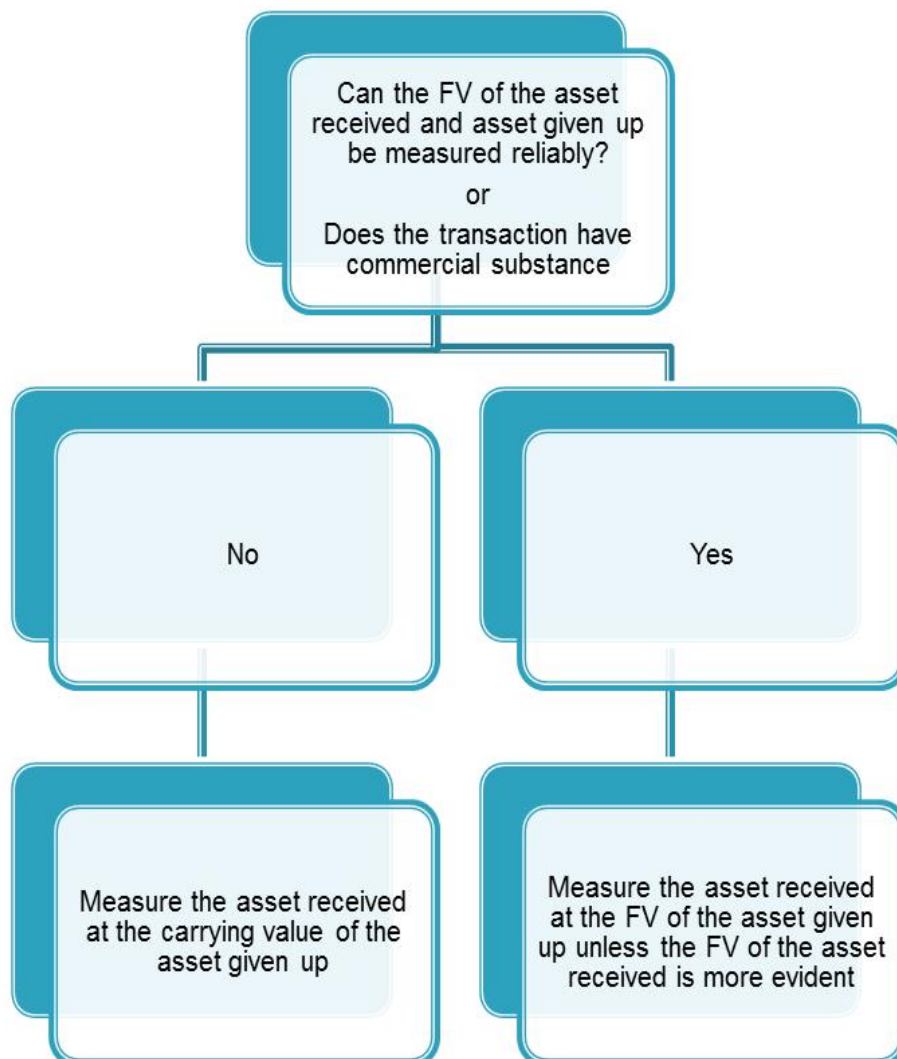 Can the FV of the asset
received and asset given up
be measured reliably?
or
Does the transaction have
commercial substance
No
Yes
Measure the asset received
at the carrying value of the
asset given up
Measure the asset received
at the FV of the asset given
up unless the FV of the asset
received is more evident